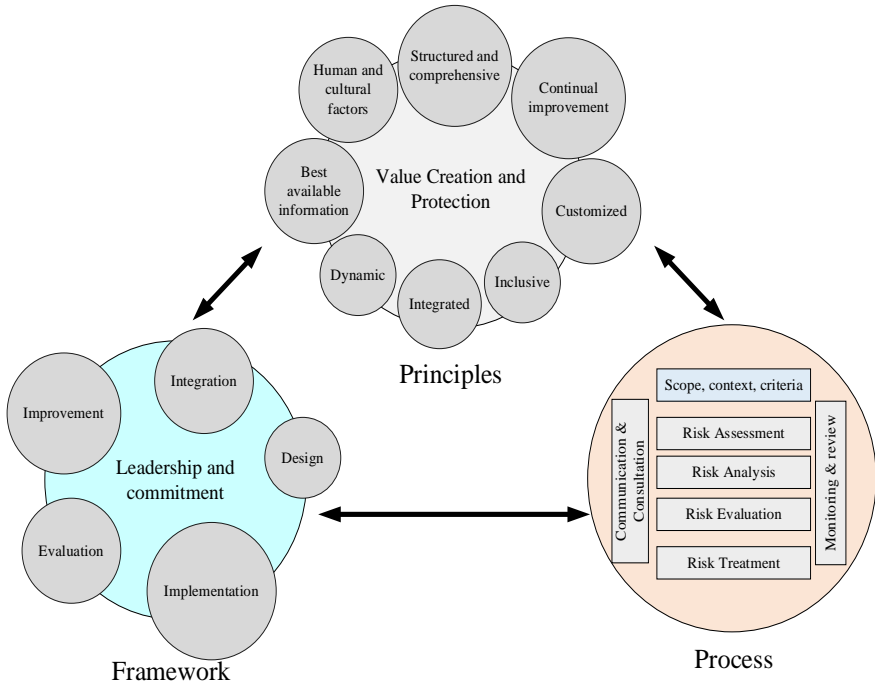 Structured and
comprehensive
Human and
cultural
factors
Continual
improvement
Best
available
information
Value Creation and
Protection
Customized
Dynamic
Integrated
Inclusive
Principles
Integration
Improvement
Design
Leadership and
commitment
Evaluation
Implementation
Framework
Scope, context, criteria
Communication &
Consultation
Risk Assessment
Risk Analysis
Risk Evaluation
Risk Treatment
Monitoring & review
Process